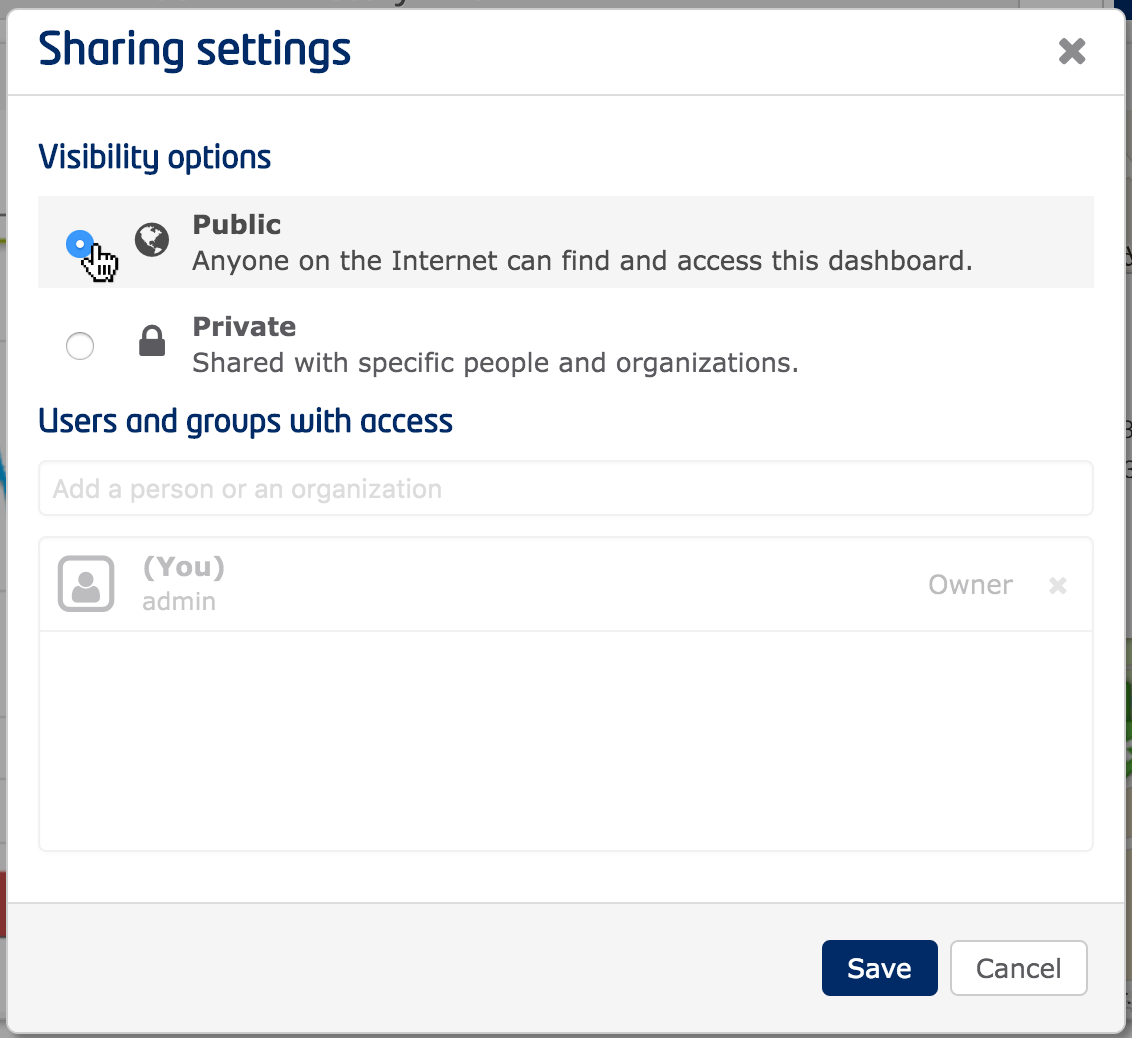 Sharing settings
Visibility options
Public
Anyone on the Internet can find and access this dashboard.
Private
Shared with specific people and organizations.
Users and groups with access
Add a person or an organization
(You)
admin
Owner
Save
Cancel